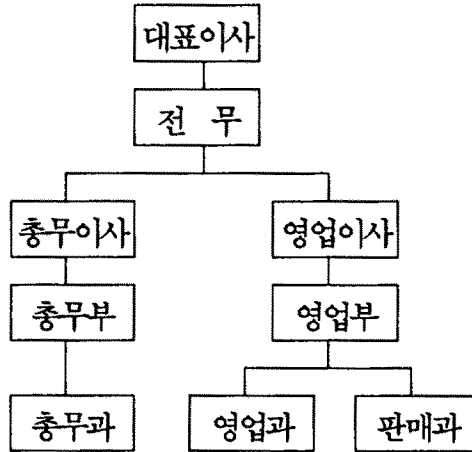 대표이사
전 무
총무이사 영업이사
총무부 영업부
총무과 영업과 판매과